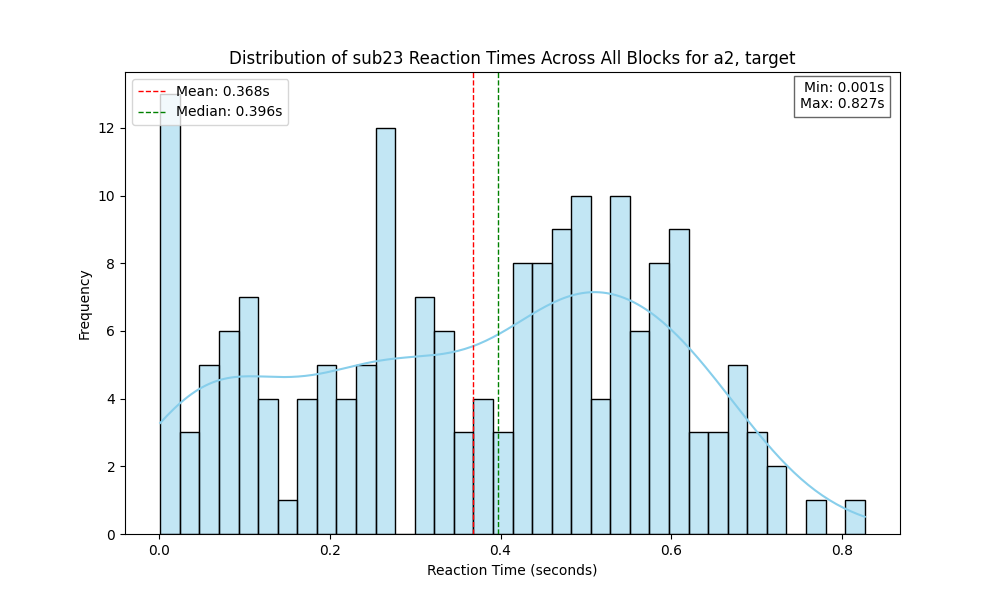 Distribution of sub23 Reaction Times Across All Blocks for a2, target
Mean: 0.368s
Median: 0.396s
Min: 0.001s
Max: 0.827s
12
10
8
6
4
2
0
Frequency
0.0 0.2 0.4 0.6 0.8
Reaction Time (seconds)